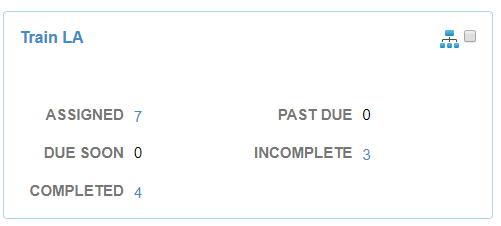 Train LA
ASSIGNED 7 PAST DUE 0
DUE SOON 0 INCOMPLETE 3
COMPLETED 4